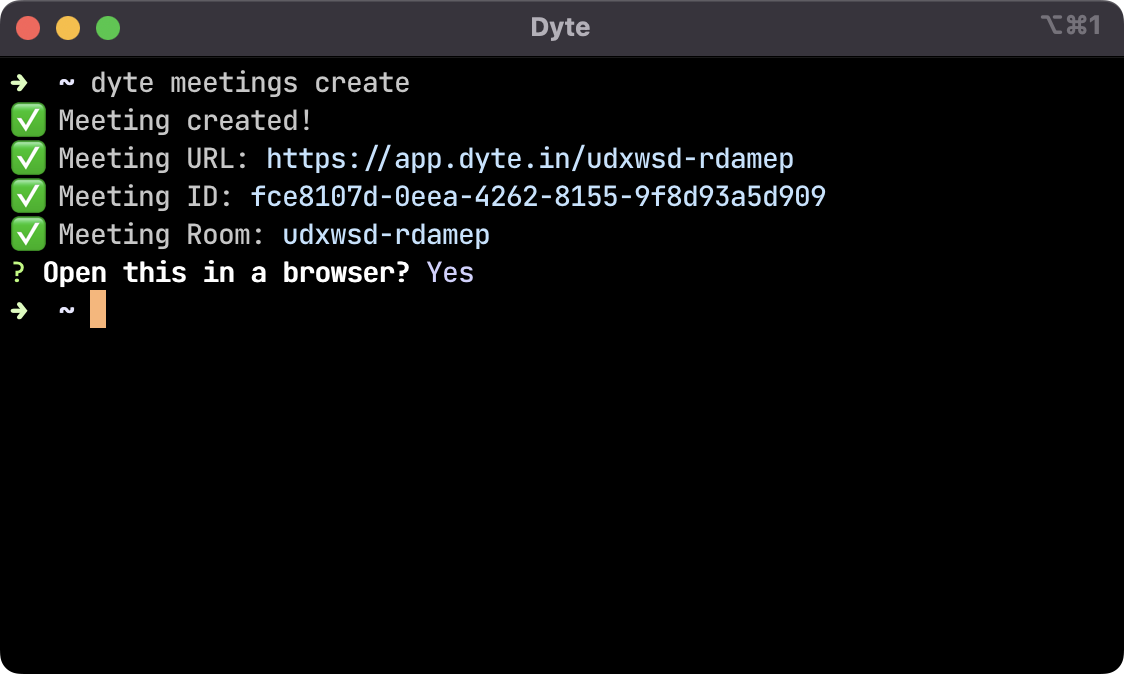 Dyte
⌥⌘1
➜ ~ dyte meetings create
✅ Meeting created!
✅ Meeting URL: https://app.dyte.in/udxwsd-rdamep
✅ Meeting ID: fce8107d-0eea-4262-8155-9f8d93a5d909
✅ Meeting Room: udxwsd-rdamep
? Open this in a browser? Yes
➜ ~